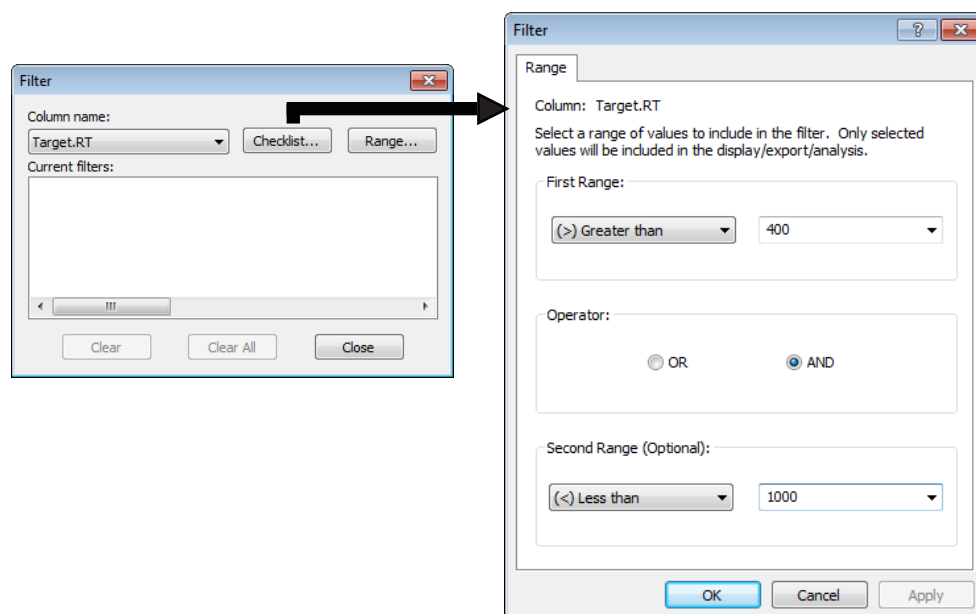 Filter
Column name:
Target.RT
Checklist...
Range...
Current filters:
Clear
Clear All
Close
Filter
Range
Column: Target.RT
Select a range of values to include in the filter. Only selected
values will be included in the display/export/analysis.
First Range:
(>) Greater than
400
Operator:
OR
AND
Second Range (Optional):
(<) Less than
1000
OK
Cancel
Apply